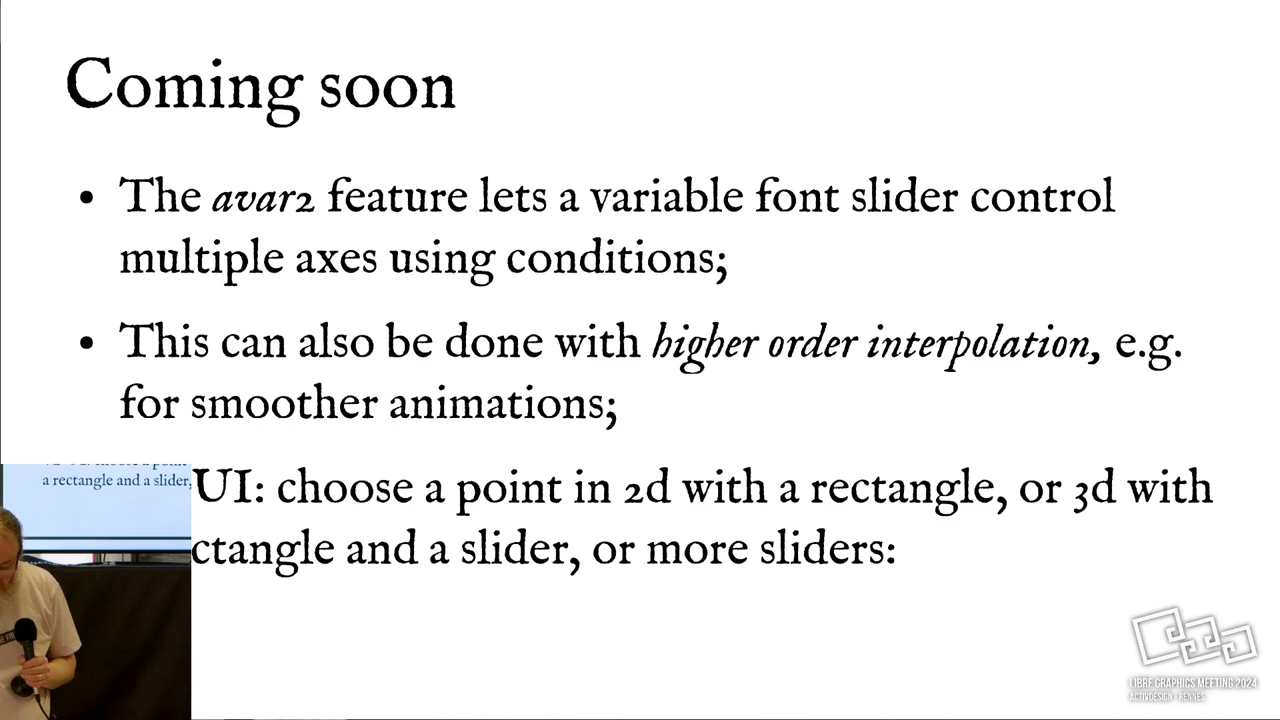 Coming soon
• The avar2 feature lets a variable font slider control
multiple axes using conditions;
• This can also be done with higher order interpolation, e.g.
for smoother animations;
UI: choose a point in 2d with a rectangle, or 3d with
ctangle and a slider, or more sliders:
a rectangle and a slider,
LIBRE GRAPHICS MEETING 2024
ACTIVDESIGN - RENNES